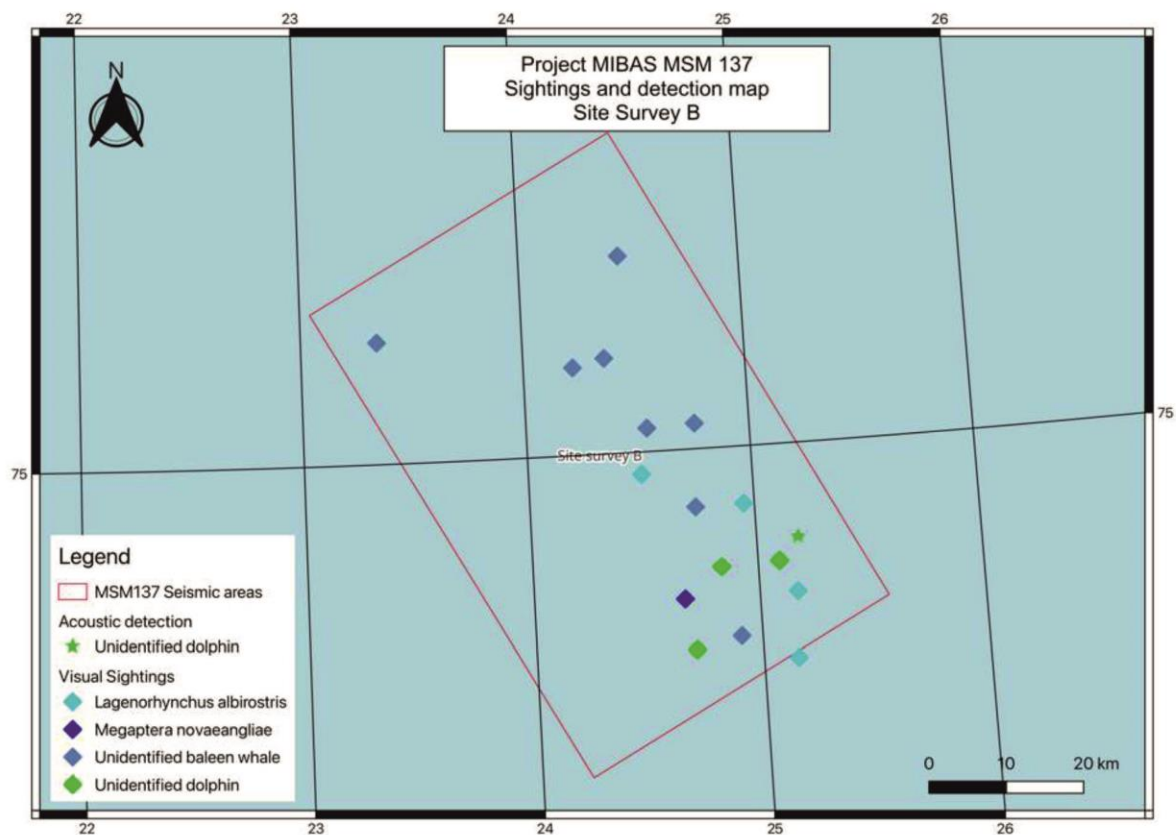 22 23 24 25 26
Project MIBAS MSM 137
Sightings and detection map
Site Survey B
N
75
Site survey B
75
Legend
MSM137 Seismic areas
Acoustic detection
Unidentified dolphin
Visual Sightings
Lagenorhynchus albirostris
Megaptera novaeangliae
Unidentified baleen whale
Unidentified dolphin
0 10 20 km
22 23 24 25 26